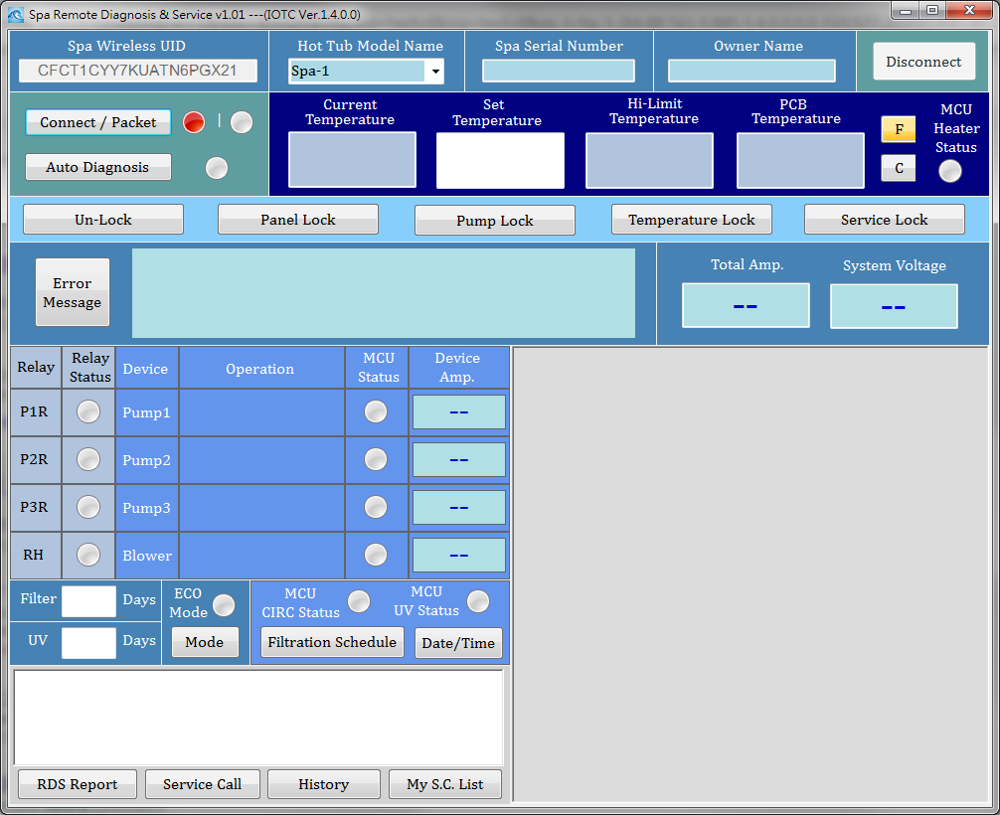 Spa Remote Diagnosis & Service v1.01 ---(IOTC Ver.1.4.0.0)
Spa Wireless UID
Hot Tub Model Name
Spa Serial Number
Owner Name
CFCT1CYY7KUATN6PGX21
Spa-1
Disconnect
Connect / Packet
|
Auto Diagnosis
Current
Temperature
Set
Temperature
Hi-Limit
Temperature
PCB
Temperature
F
C
MCU
Heater
Status
Un-Lock
Panel Lock
Pump Lock
Temperature Lock
Service Lock
Error
Message
Total Amp.
System Voltage
--
--
Relay
Relay
Status
Device
Operation
MCU
Status
Device
Amp.
P1R
Pump1
--
P2R
Pump2
--
P3R
Pump3
--
RH
Blower
--
Filter
Days
UV
Days
ECO
Mode
Mode
MCU
CIRC Status
MCU
UV Status
Filtration Schedule
Date/Time
RDS Report
Service Call
History
My S.C. List